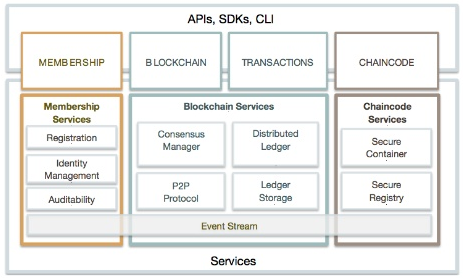 APIs, SDKs, CLI
MEMBERSHIP
BLOCKCHAIN
TRANSACTIONS
CHAINCODE
Membership
Services
Registration
Identity
Management
Auditability
Blockchain Services
Consensus
Manager
Distributed
Ledger
P2P
Protocol
Ledger
Storage
Chaincode
Services
Secure
Container
Secure
Registry
Event Stream
Services